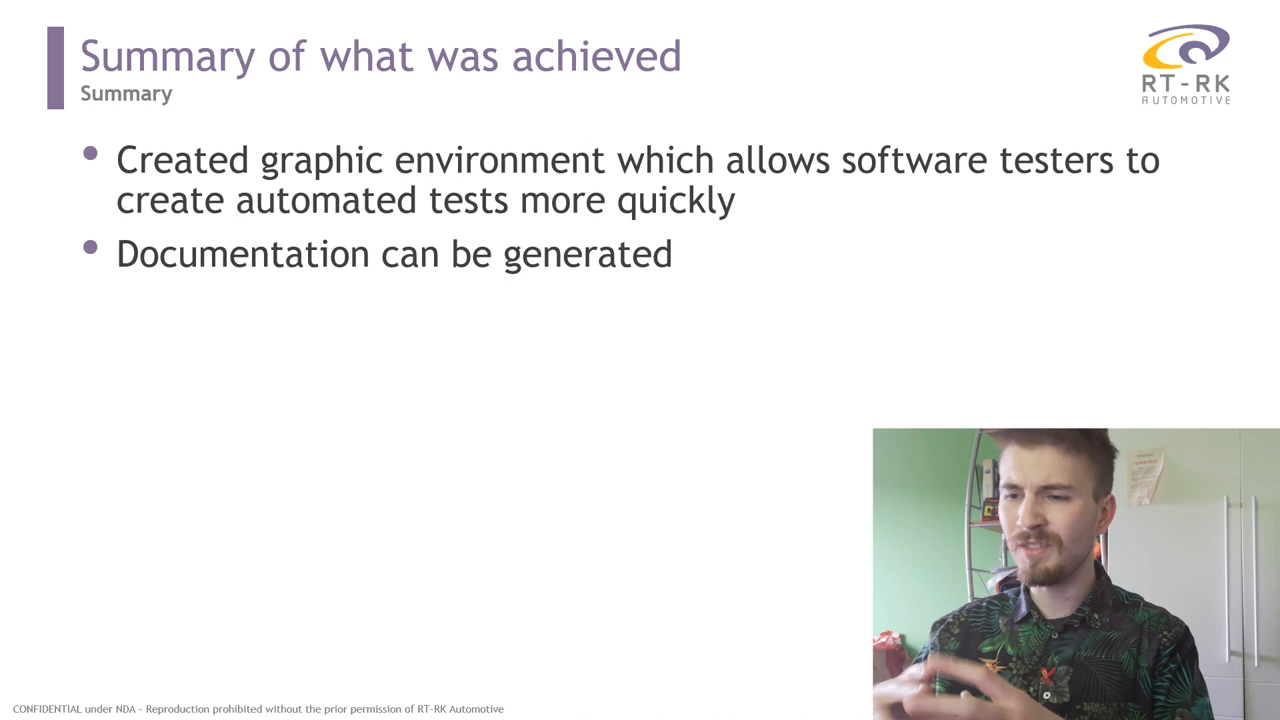 Summary of what was achieved
Summary
RT-RK
AUTOMOTIVE
• Created graphic environment which allows software testers to
create automated tests more quickly
• Documentation can be generated
CONFIDENTIAL under NDA – Reproduction prohibited without the prior permission of RT-RK Automotive